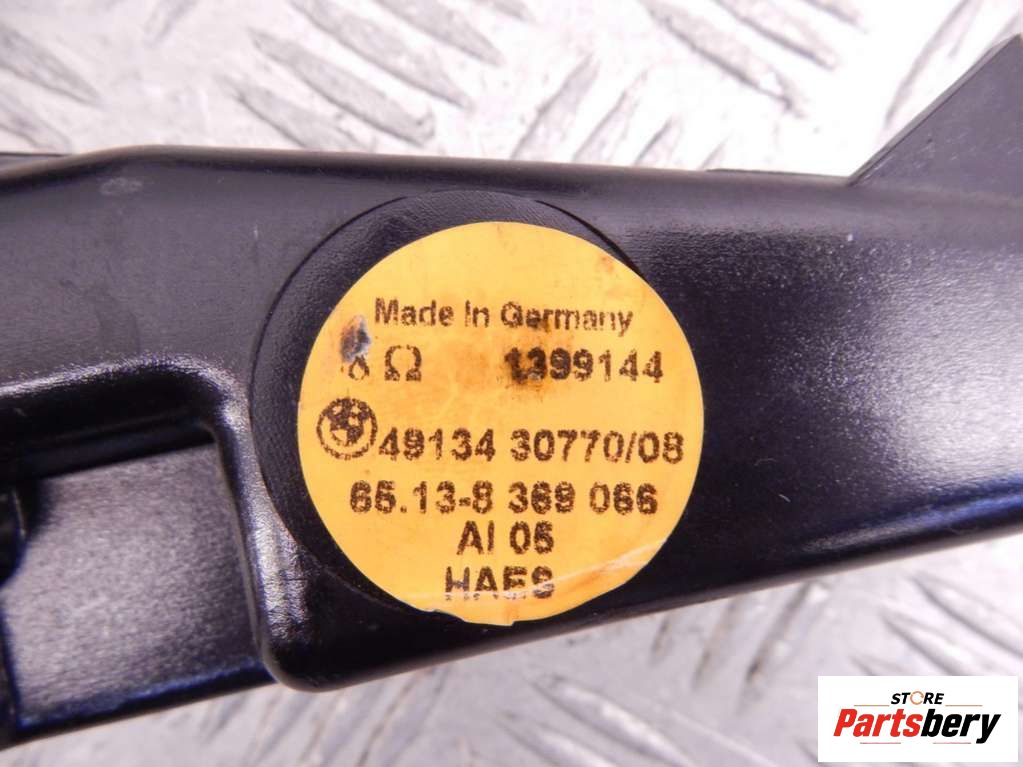 Made In Germany
8 Ω 1399144
49134 30770/08
65.13-8 369 066
AI 05
HAES
STORE
Partsbery